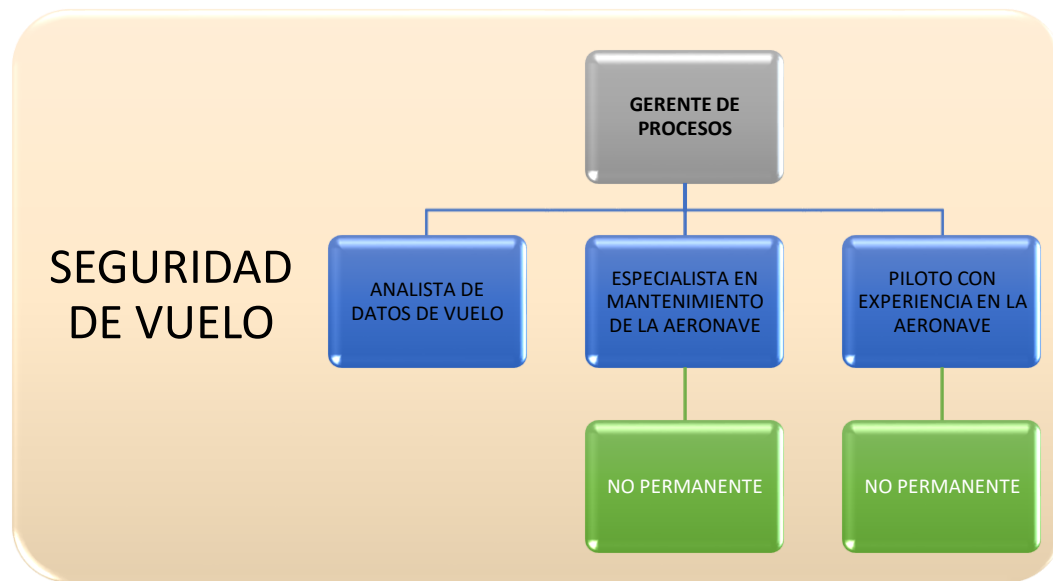 SEGURIDAD
DE VUELO
GERENTE DE
PROCESOS
ANALISTA DE
DATOS DE VUELO
ESPECIALISTA EN
MANTENIMIENTO
DE LA AERONAVE
PILOTO CON
EXPERIENCIA EN LA
AERONAVE
NO PERMANENTE
NO PERMANENTE